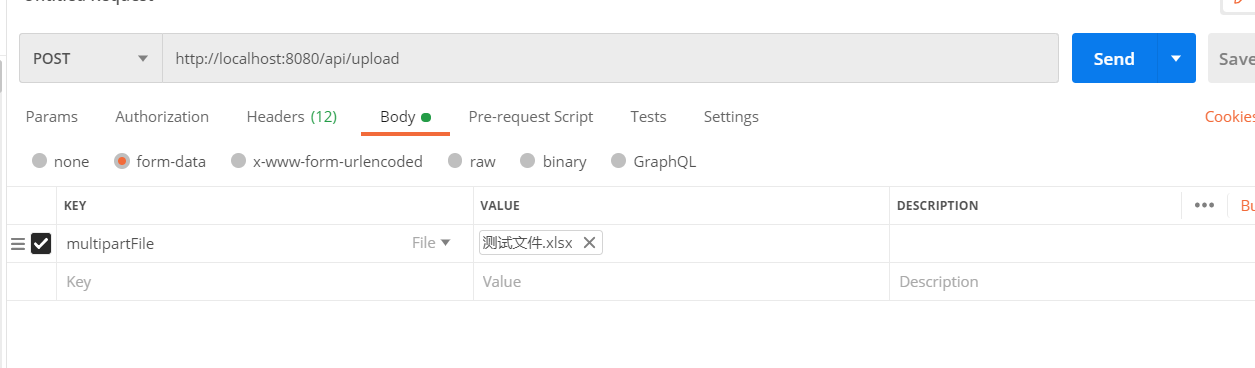 POST http://localhost:8080/api/upload Send Save
Params Authorization Headers (12) Body Pre-request Script Tests Settings Cookies
none form-data x-www-form-urlencoded raw binary GraphQL
KEY VALUE DESCRIPTION ••• Bu
multipartFile File 测试文件.xlsx
Key Value Description